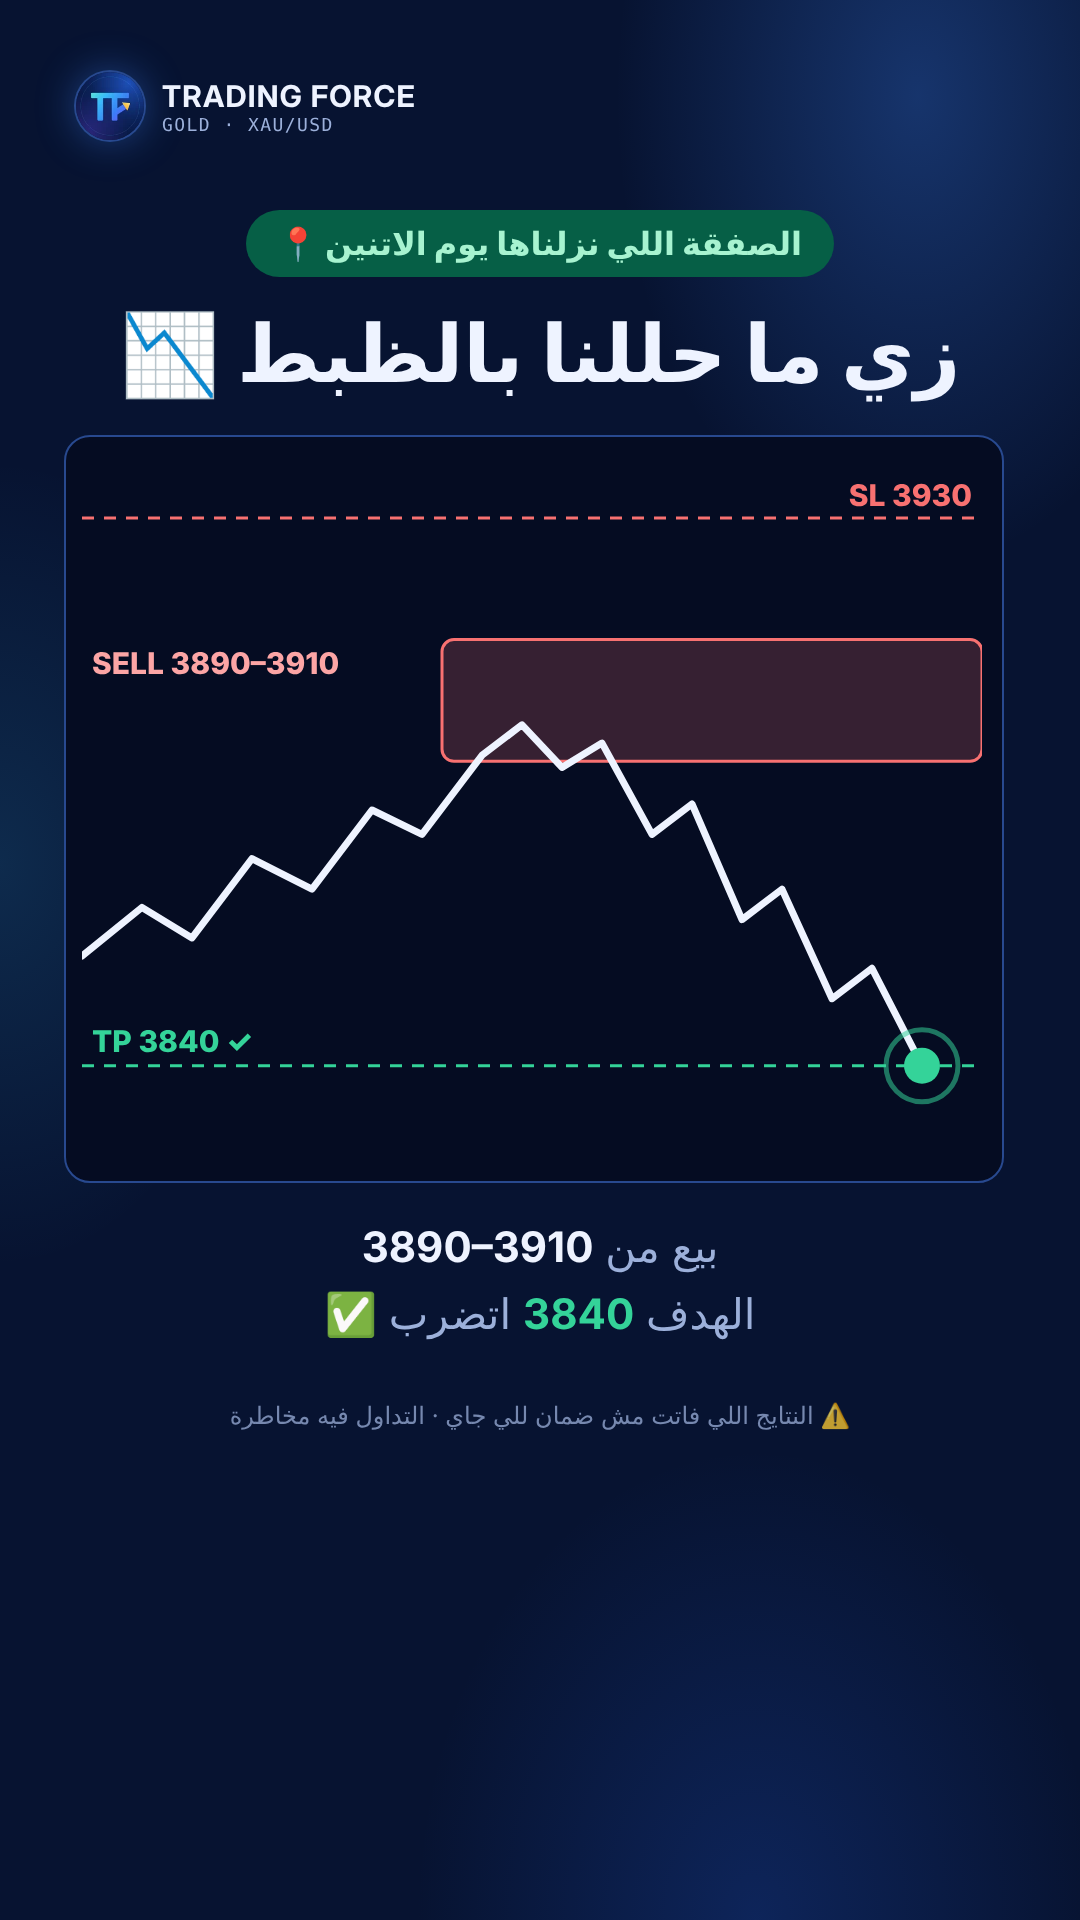 TRADING FORCE
GOLD · XAU/USD
الصفقة اللي نزلناها يوم الاتنين 📍
زي ما حللنا بالظبط 📉
SL 3930
SELL 3890–3910
TP 3840 ✓
بيع من 3890–3910
الهدف 3840 اتضرب ✅
⚠️ النتايج اللي فاتت مش ضمان للي جاي · التداول فيه مخاطرة